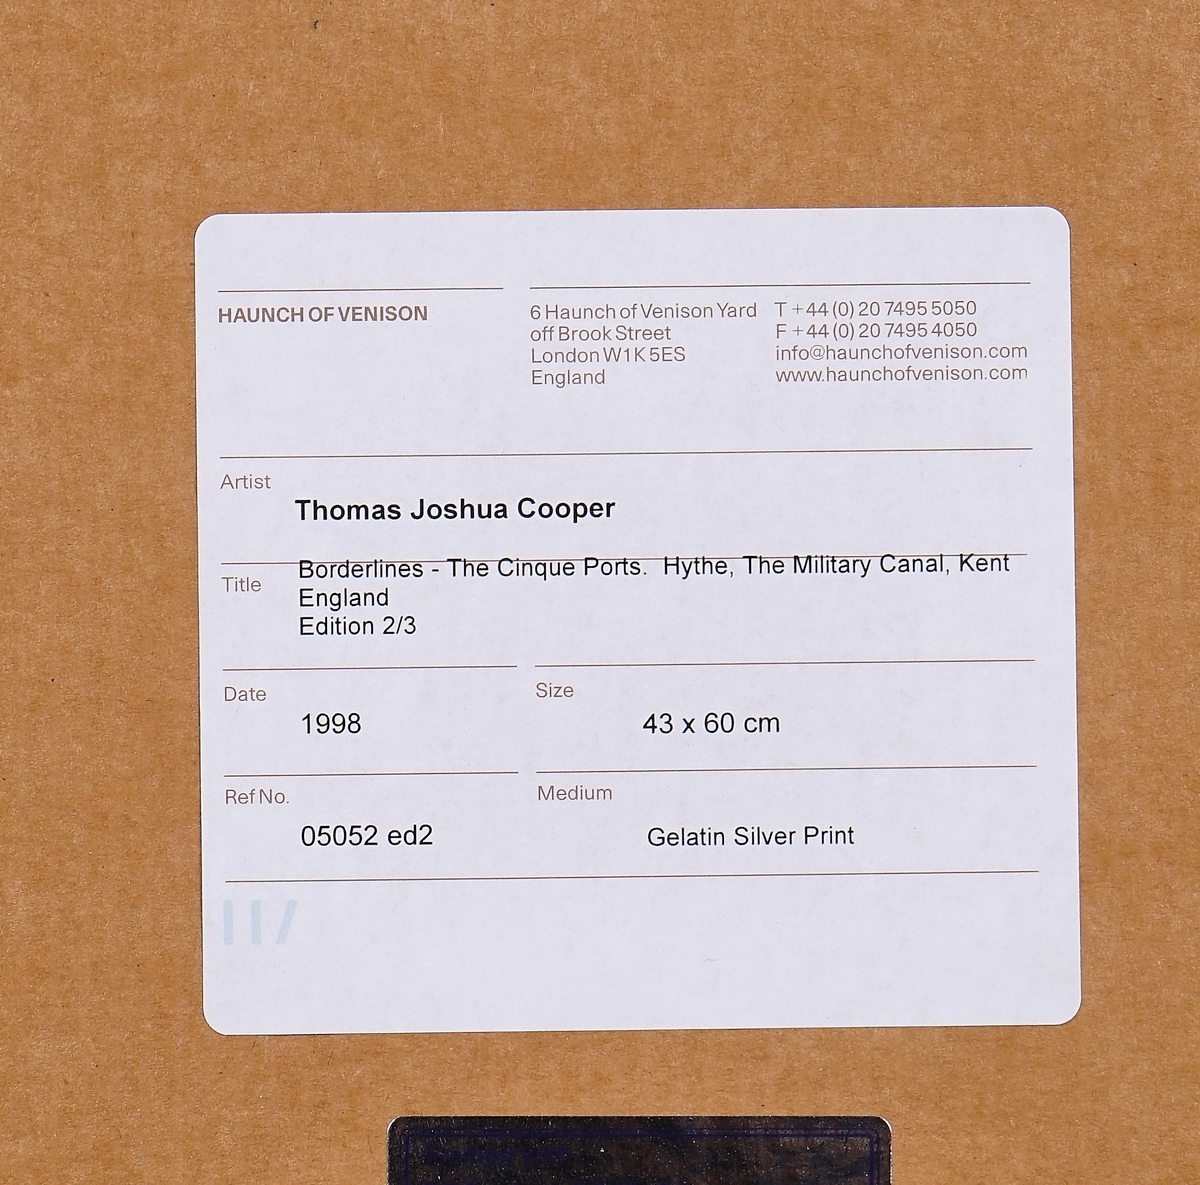 HAUNCH OF VENISON
6 Haunch of Venison Yard
off Brook Street
London W1K 5ES
England
T +44 (0) 20 7495 5050
F +44 (0) 20 7495 4050
info@haunchofvenison.com
www.haunchofvenison.com
Artist
Thomas Joshua Cooper
Title
Borderlines - The Cinque Ports. Hythe, The Military Canal, Kent
England
Edition 2/3
Date
1998
Size
43 x 60 cm
Ref No.
05052 ed2
Medium
Gelatin Silver Print